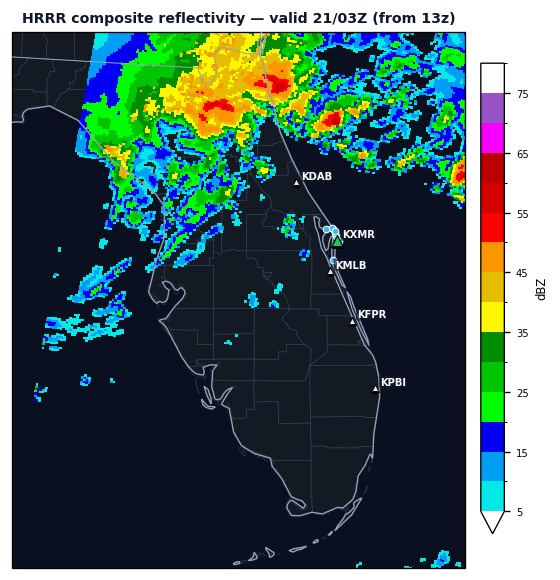 HRRR composite reflectivity — valid 21/03Z (from 13z)
75
65
55
45
35
25
15
5
dBZ
KDAB
KXMR
KMLB
KFPR
KPBI